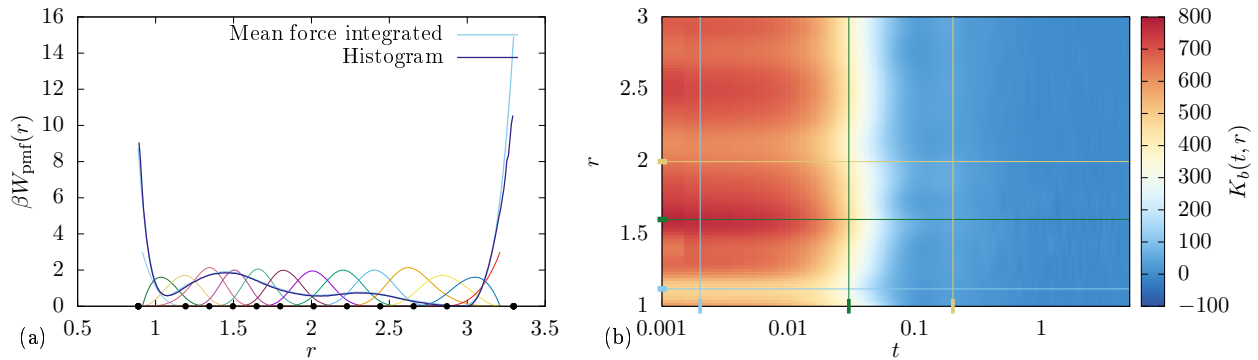 16
14
12
10
8
6
4
2
0
βW_pmf(r)
Mean force integrated
Histogram
0.5 1 1.5 2 2.5 3 3.5
r
(a)
3
2.5
2
1.5
1
r
0.001 0.01 0.1 1
t
(b)
800
700
600
500
400
300
200
100
0
−100
K_b(t, r)